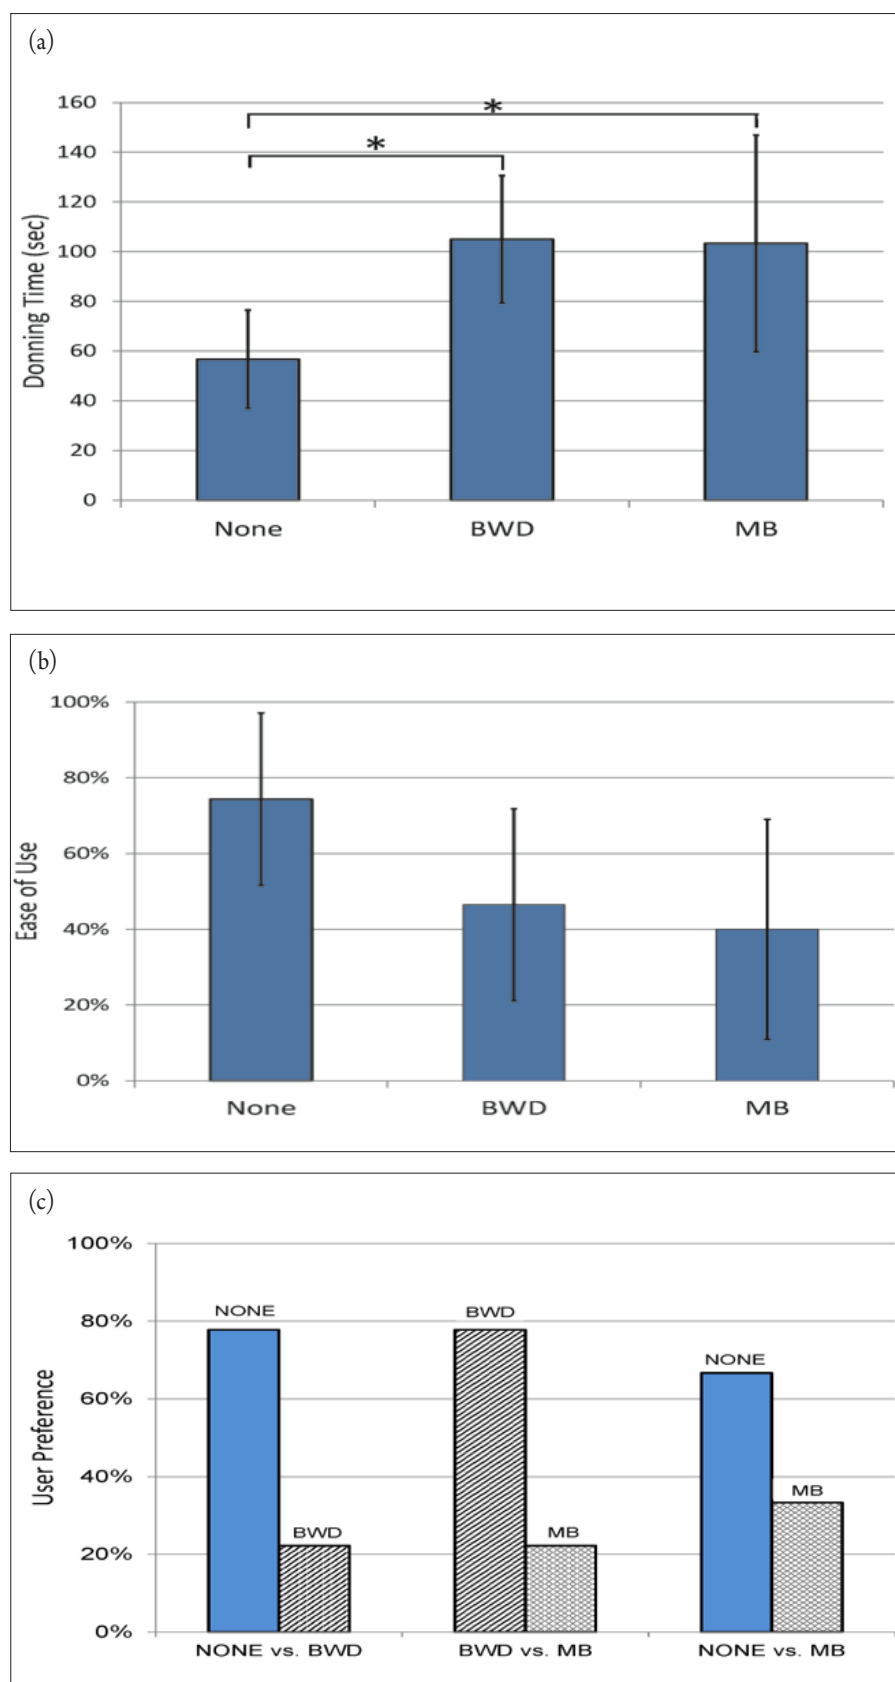 (a)
160
140
120
100
80
60
40
20
0
Donning Time (sec)
*
*
None BWD MB
(b)
100%
80%
60%
40%
20%
0%
Ease of Use
None BWD MB
(c)
100%
80%
60%
40%
20%
0%
User Preference
NONE
BWD
BWD
MB
NONE
MB
NONE vs. BWD BWD vs. MB NONE vs. MB